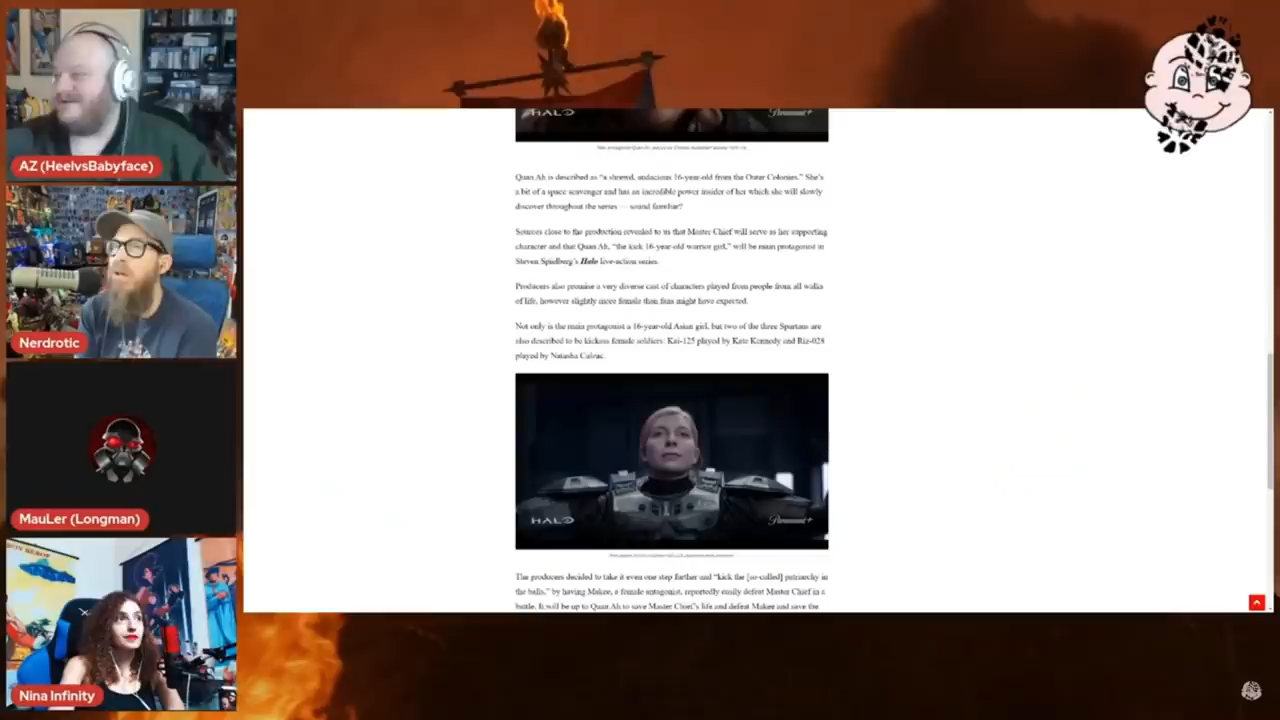 AZ (HeelvsBabyface)
Nerdrotic
MauLer (Longman)
Nina Infinity
HALO
Paramount+
Quan Ah is described as “a shrewd, audacious 16-year-old from the Outer Colonies.” She’s
a bit of a space scavenger and has an incredible power insider of her which she will slowly
discover throughout the series — sound familiar?
Sources close to the production revealed to us that Master Chief will serve as her supporting
character and that Quan Ah, “the kick 16-year-old warrior girl,” will be main protagonist in
Steven Spielberg’s Halo live-action series.
Producers also promise a very diverse cast of characters played from people from all walks
of life, however slightly more female than fans might have expected.
Not only is the main protagonist a 16-year-old Asian girl, but two of the three Spartans are
also described to be kickass female soldiers: Kai-125 played by Kate Kennedy and Riz-028
played by Natasha Culzac.
HALO
Paramount+
The producers decided to take it even one step further and “kick the [so-called] patriarchy in
the balls,” by having Makee, a female antagonist, reportedly easily defeat Master Chief in a
battle. It will be up to Quan Ah to save Master Chief’s life and defeat Makee and save the